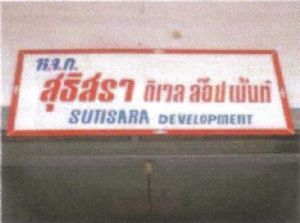 ห.จ.ก.
สุธิสรา ดิเวล ล๊อปเม้นท์
SUTISARA DEVELOPMENT